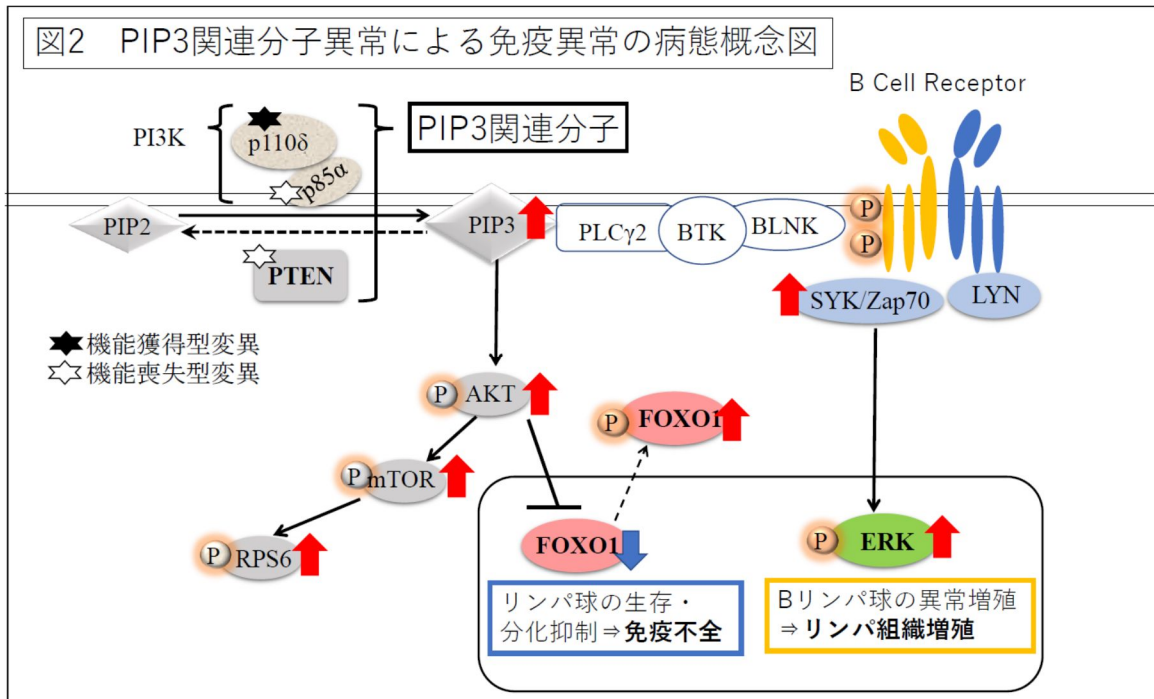 図2 PIP3関連分子異常による免疫異常の病態概念図
B Cell Receptor
PI3K
p110δ
p85α
PIP3関連分子
PIP2
PIP3
PLCγ2
BTK
BLNK
P
P
PTEN
SYK/Zap70
LYN
機能獲得型変異
機能喪失型変異
P
AKT
P
FOXO1
P
mTOR
P
RPS6
FOXO1
P
ERK
リンパ球の生存・
分化抑制⇒免疫不全
Bリンパ球の異常増殖
⇒リンパ組織増殖